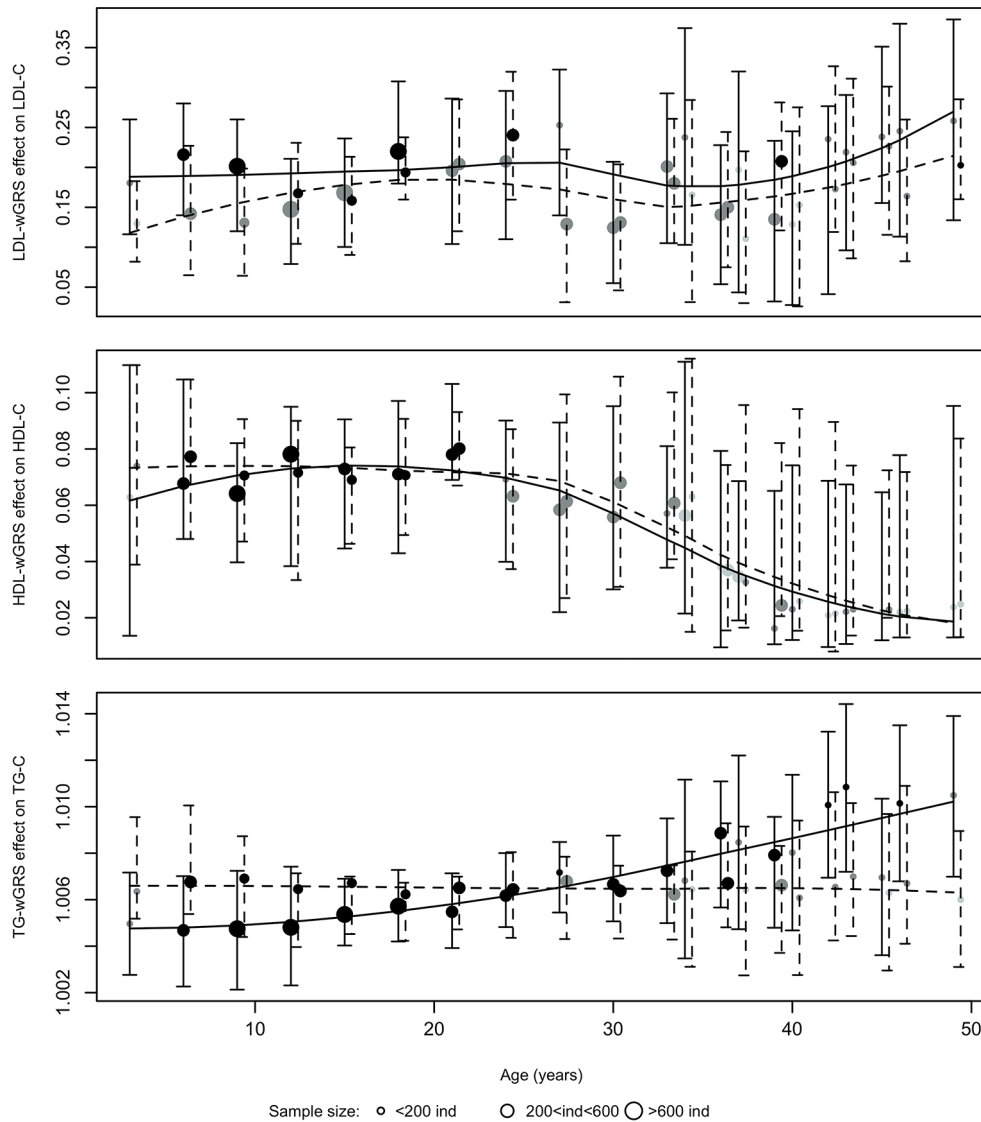 LDL-wGRS effect on LDL-C
0.35
0.25
0.15
0.05
HDL-wGRS effect on HDL-C
0.10
0.08
0.06
0.04
0.02
TG-wGRS effect on TG-C
1.014
1.010
1.006
1.002
10 20 30 40 50
Age (years)
Sample size: <200 ind 200<ind<600 >600 ind